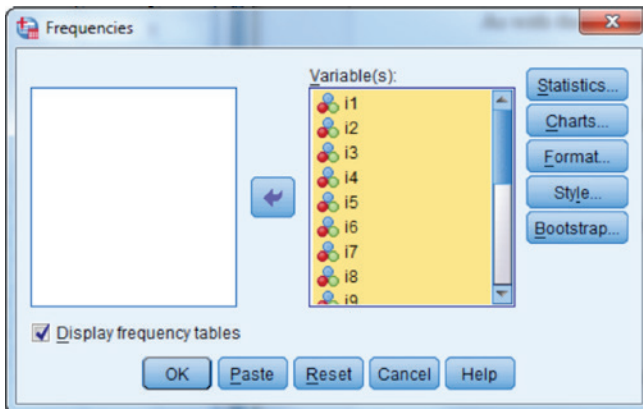 Frequencies
Variable(s):
i1
i2
i3
i4
i5
i6
i7
i8
i9
Statistics...
Charts...
Format...
Style...
Bootstrap...
Display frequency tables
OK
Paste
Reset
Cancel
Help